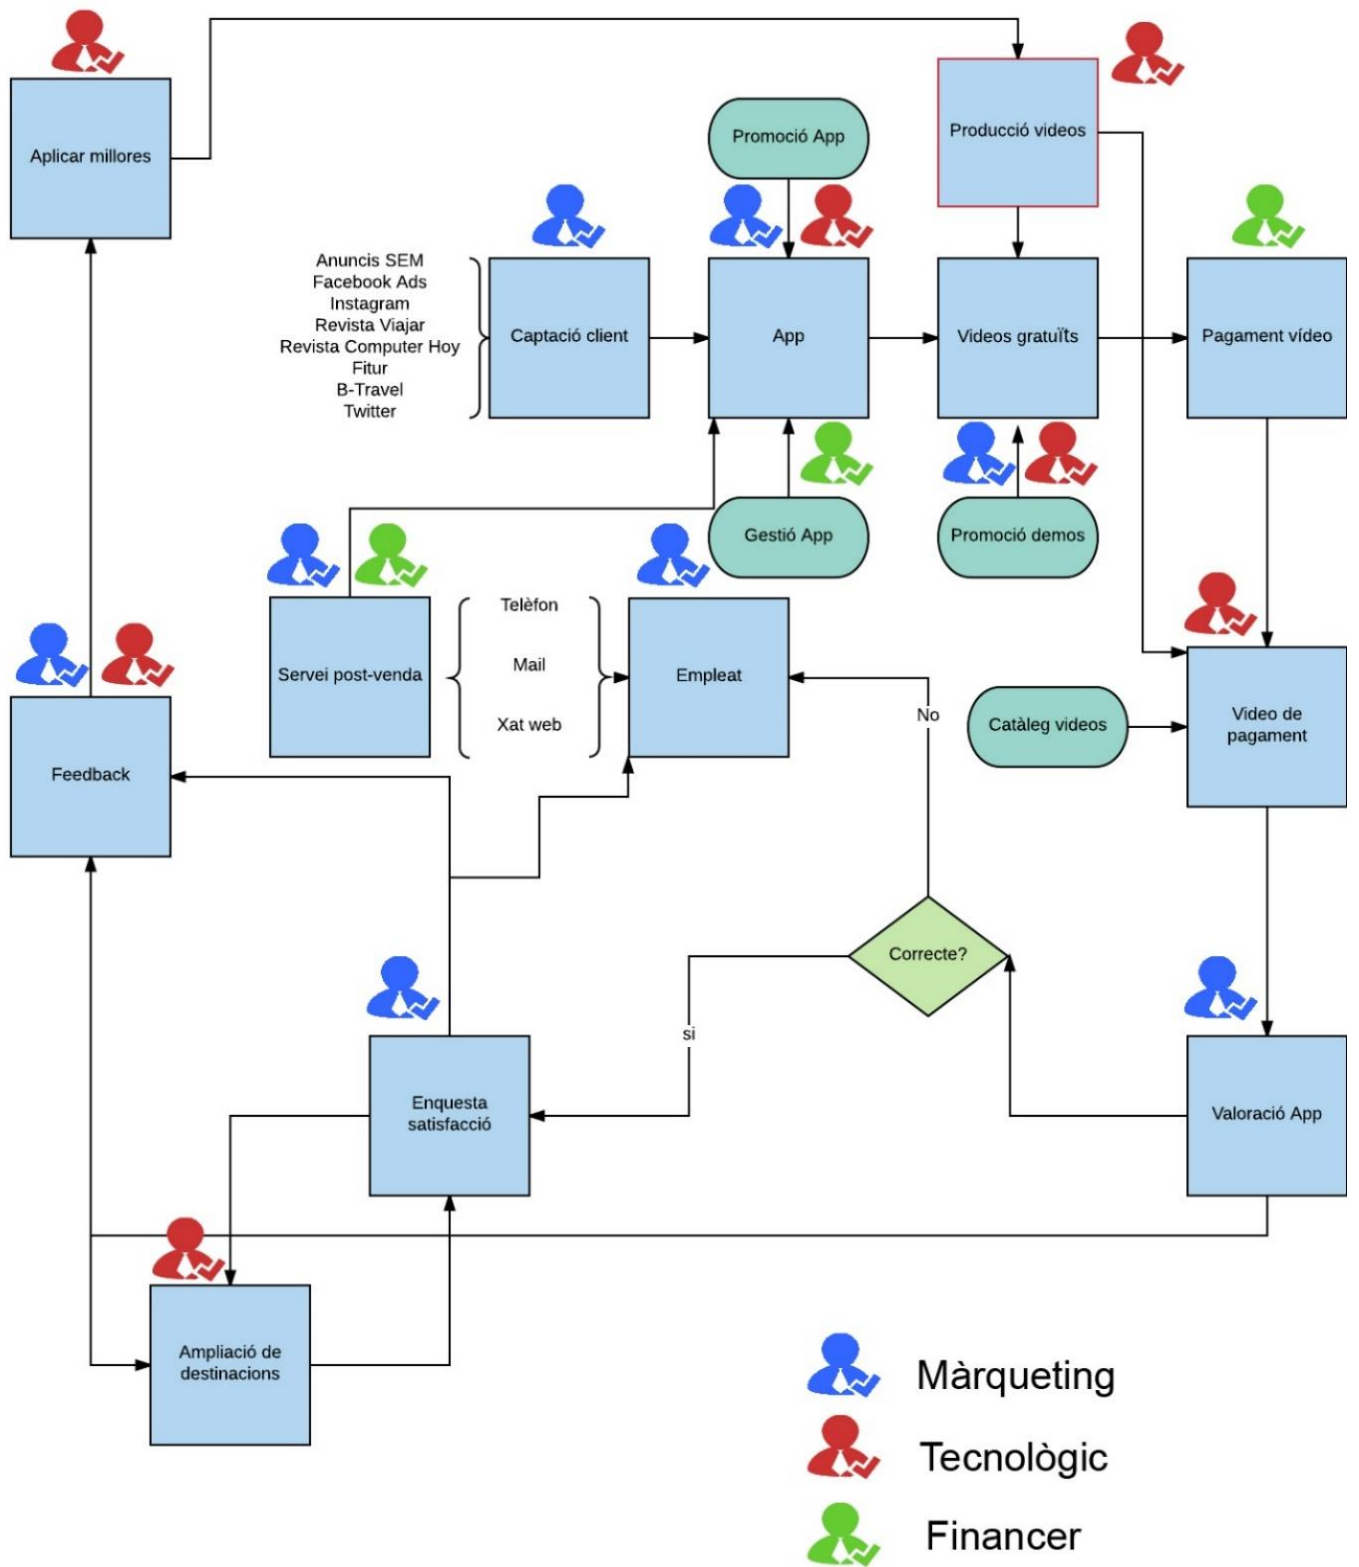 Aplicar millores
Promoció App
Producció videos
Anuncis SEM
Facebook Ads
Instagram
Revista Viajar
Revista Computer Hoy
Fitur
B-Travel
Twitter
Captació client
App
Videos gratuïts
Pagament vídeo
Gestió App
Promoció demos
Servei post-venda
Telèfon
Mail
Xat web
Empleat
No
Catàleg videos
Video de
pagament
Feedback
Correcte?
si
Enquesta
satisfacció
Valoració App
Ampliació de
destinacions
Màrqueting
Tecnològic
Financer